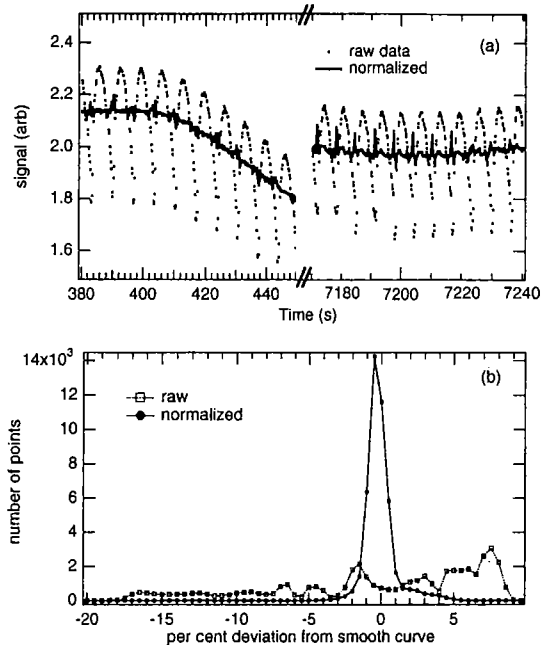 2.4
2.2
2.0
1.8
1.6
signal (arb)
raw data
normalized
(a)
380 400 420 440 7180 7200 7220 7240
Time (s)
14x10³
12
10
8
6
4
2
0
number of points
raw
normalized
(b)
-20 -15 -10 -5 0 5
per cent deviation from smooth curve